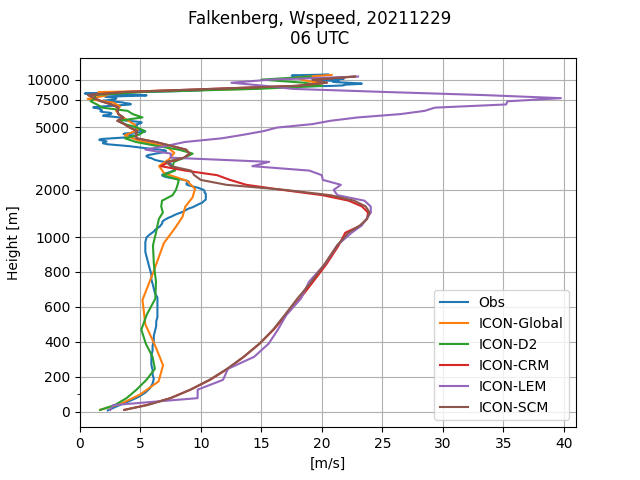 Falkenberg, Wspeed, 20211229
06 UTC
10000
7500
5000
2000
1000
800
600
400
200
0
Height [m]
0 5 10 15 20 25 30 35 40
[m/s]
Obs
ICON-Global
ICON-D2
ICON-CRM
ICON-LEM
ICON-SCM